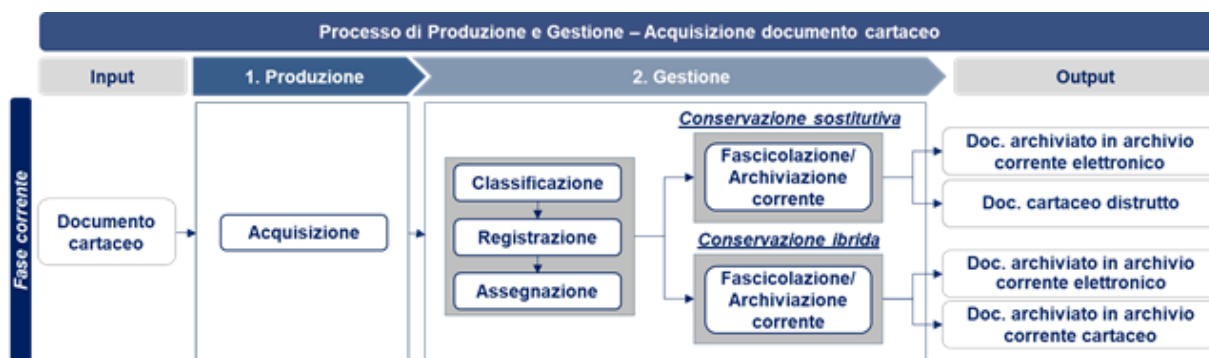 Processo di Produzione e Gestione – Acquisizione documento cartaceo
Input
1. Produzione
2. Gestione
Output
Fase corrente
Documento
cartaceo
Acquisizione
Classificazione
Registrazione
Assegnazione
Conservazione sostitutiva
Fascicolazione/
Archiviazione
corrente
Conservazione ibrida
Fascicolazione/
Archiviazione
corrente
Doc. archiviato in archivio
corrente elettronico
Doc. cartaceo distrutto
Doc. archiviato in archivio
corrente elettronico
Doc. archiviato in archivio
corrente cartaceo